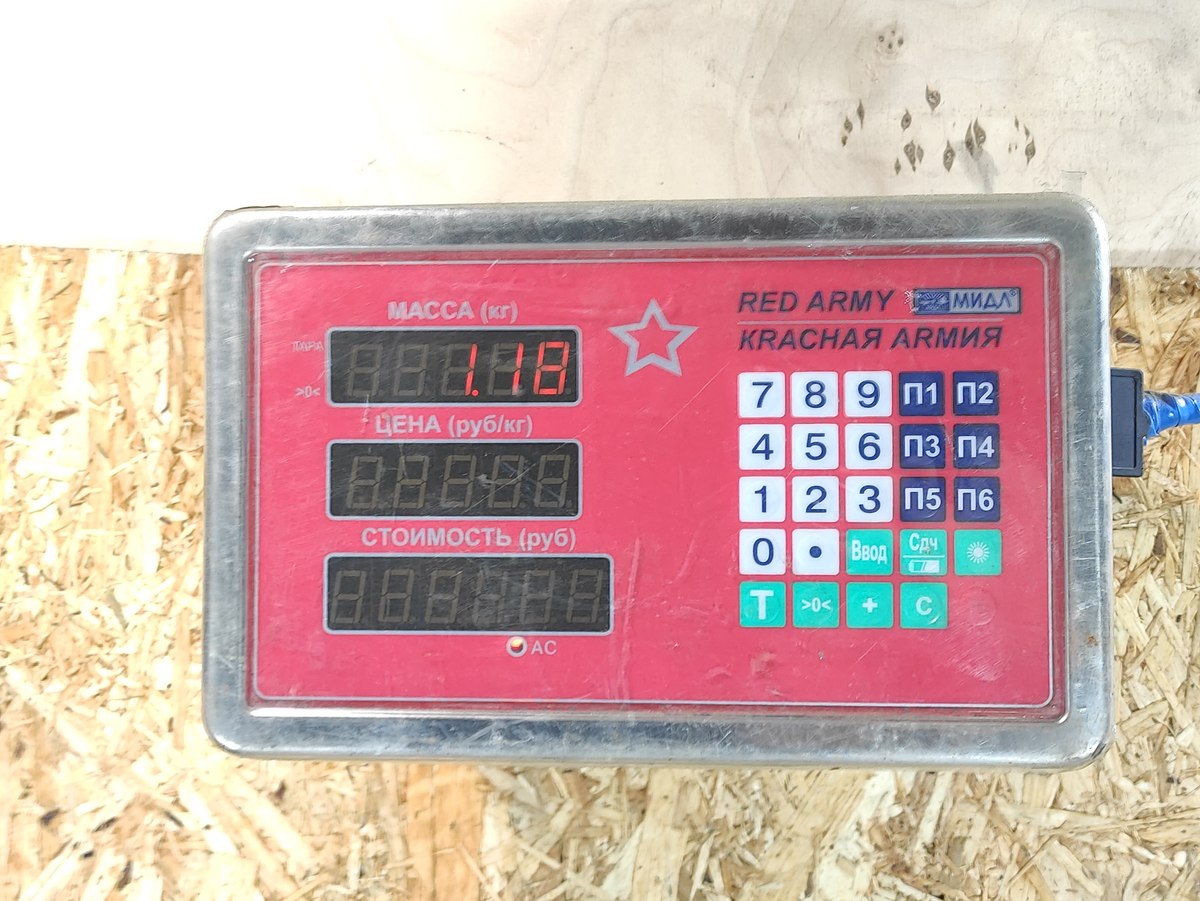 RED ARMY МИДЛ®
КRАСНАЯ АRМИЯ
МАССА (кг)
ТАРА
1.18
>0<
ЦЕНА (руб/кг)
СТОИМОСТЬ (руб)
АС
7 8 9 П1 П2
4 5 6 П3 П4
1 2 3 П5 П6
0 • Ввод Сдч
Т >0< + С